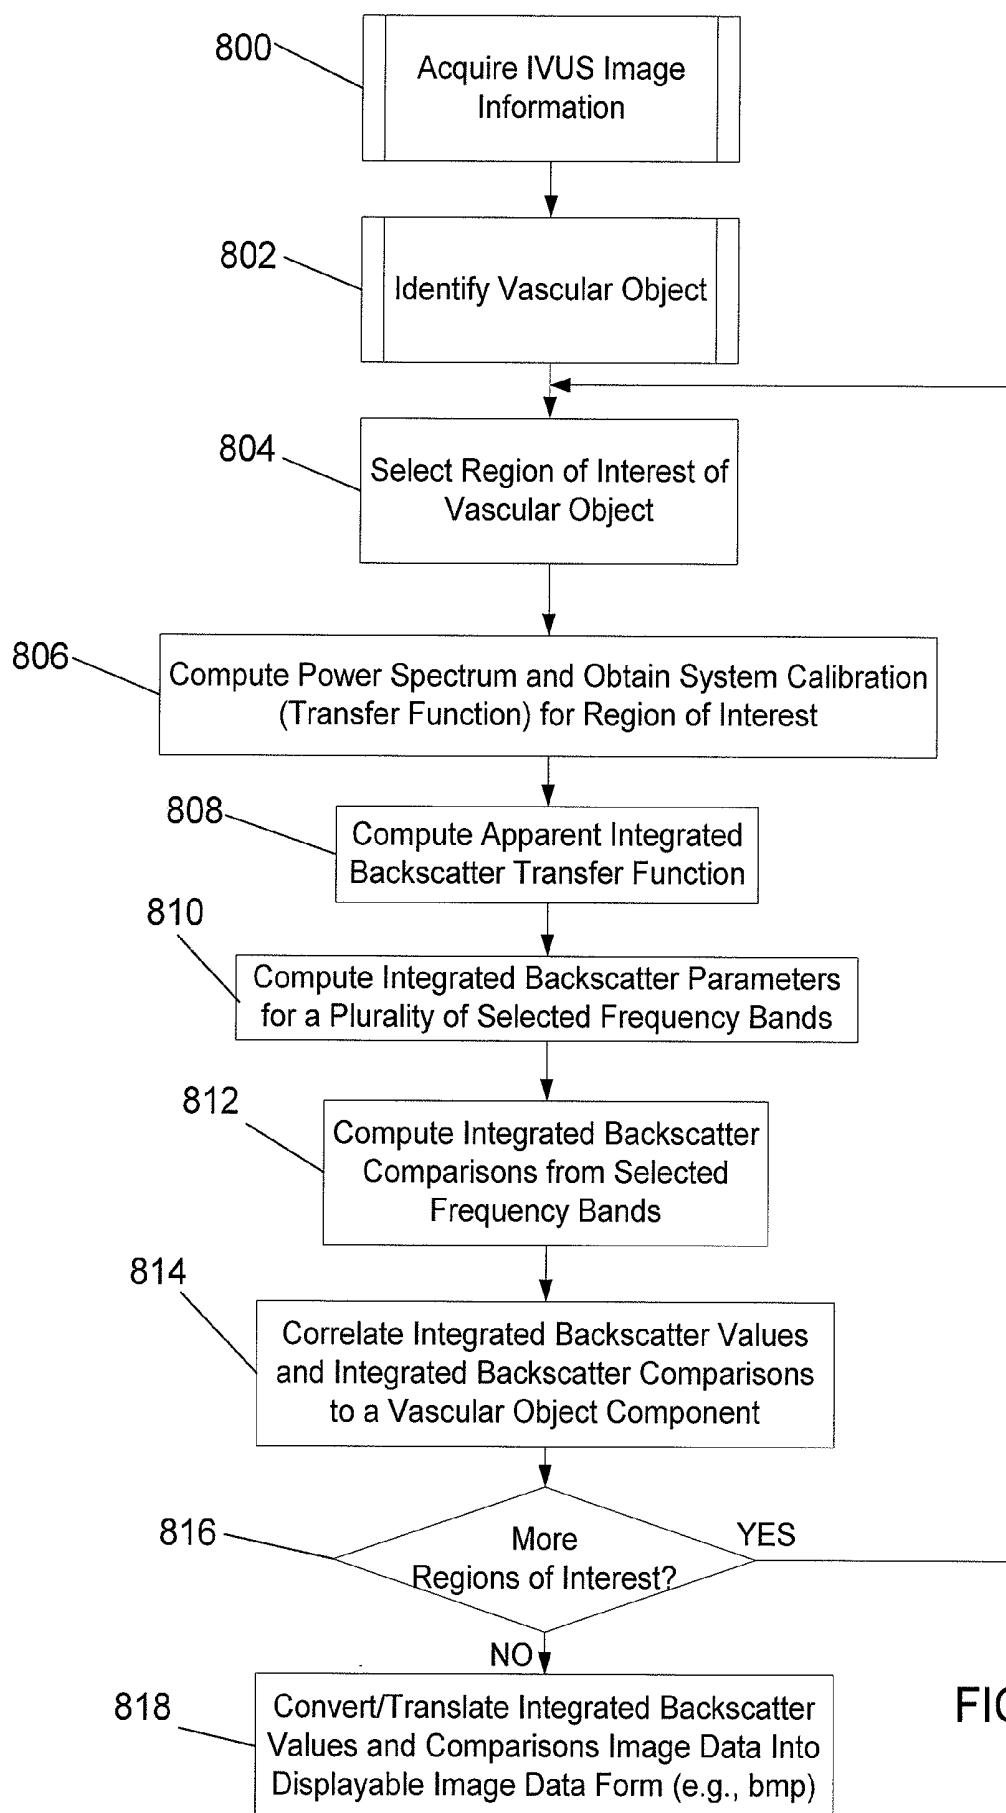 800
Acquire IVUS Image
Information
802
Identify Vascular Object
804
Select Region of Interest of
Vascular Object
806
Compute Power Spectrum and Obtain System Calibration
(Transfer Function) for Region of Interest
808
Compute Apparent Integrated
Backscatter Transfer Function
810
Compute Integrated Backscatter Parameters
for a Plurality of Selected Frequency Bands
812
Compute Integrated Backscatter
Comparisons from Selected
Frequency Bands
814
Correlate Integrated Backscatter Values
and Integrated Backscatter Comparisons
to a Vascular Object Component
816
More
Regions of Interest?
YES
NO
818
Convert/Translate Integrated Backscatter
Values and Comparisons Image Data Into
Displayable Image Data Form (e.g., bmp)
FIG